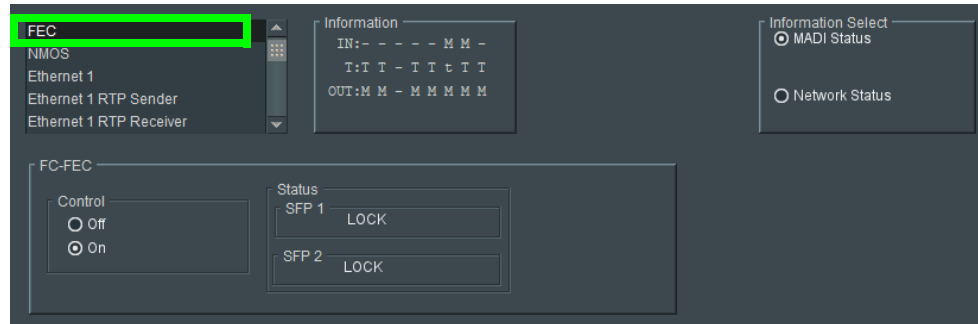 FEC
NMOS
Ethernet 1
Ethernet 1 RTP Sender
Ethernet 1 RTP Receiver
Information
IN:- - - - - M M -
T:T T - T T t T T
OUT:M M - M M M M M
Information Select
MADI Status
Network Status
FC-FEC
Control
Off
On
Status
SFP 1
LOCK
SFP 2
LOCK